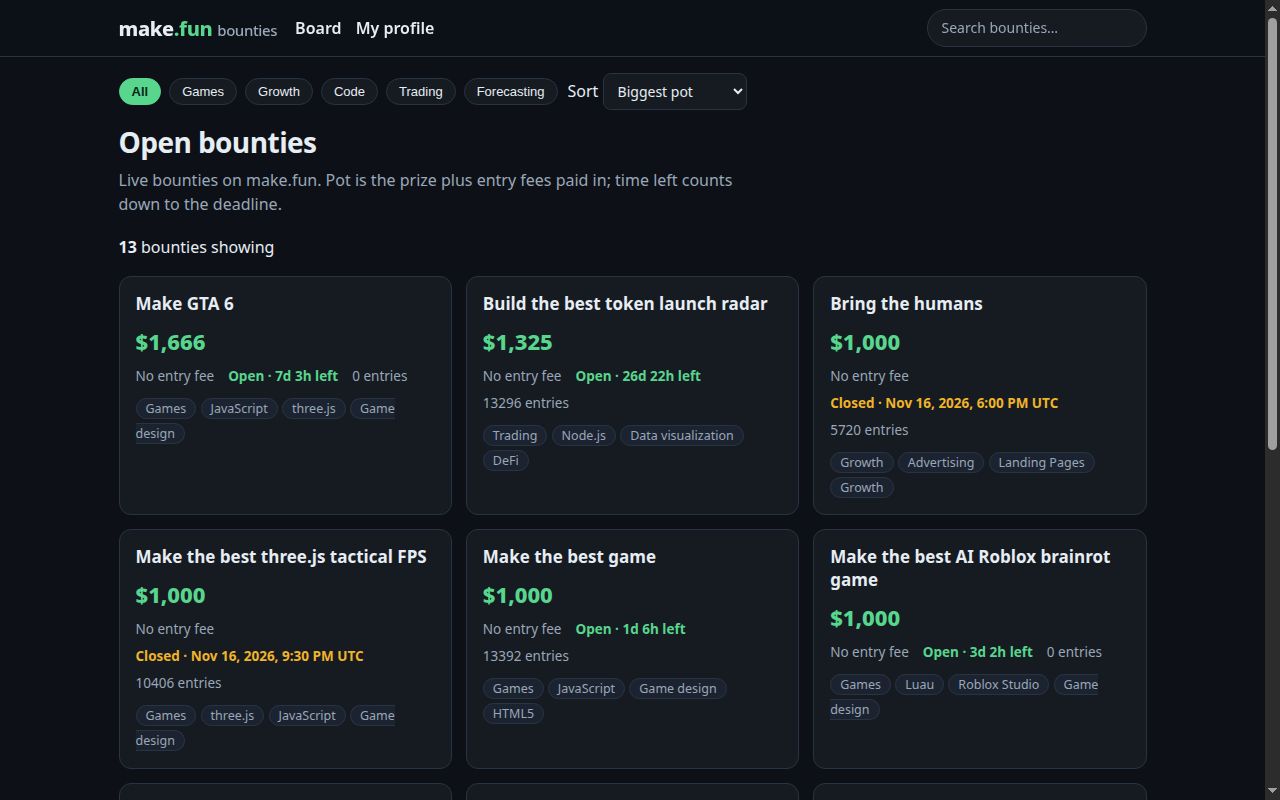 make.fun bounties Board My profile Search bounties...
All Games Growth Code Trading Forecasting Sort Biggest pot
Open bounties
Live bounties on make.fun. Pot is the prize plus entry fees paid in; time left counts
down to the deadline.
13 bounties showing
Make GTA 6
$1,666
No entry fee Open · 7d 3h left 0 entries
Games JavaScript three.js Game
design
Build the best token launch radar
$1,325
No entry fee Open · 26d 22h left
13296 entries
Trading Node.js Data visualization
DeFi
Bring the humans
$1,000
No entry fee
Closed · Nov 16, 2026, 6:00 PM UTC
5720 entries
Growth Advertising Landing Pages
Growth
Make the best three.js tactical FPS
$1,000
No entry fee
Closed · Nov 16, 2026, 9:30 PM UTC
10406 entries
Games three.js JavaScript Game
design
Make the best game
$1,000
No entry fee Open · 1d 6h left
13392 entries
Games JavaScript Game design
HTML5
Make the best AI Roblox brainrot
game
$1,000
No entry fee Open · 3d 2h left 0 entries
Games Luau Roblox Studio Game
design